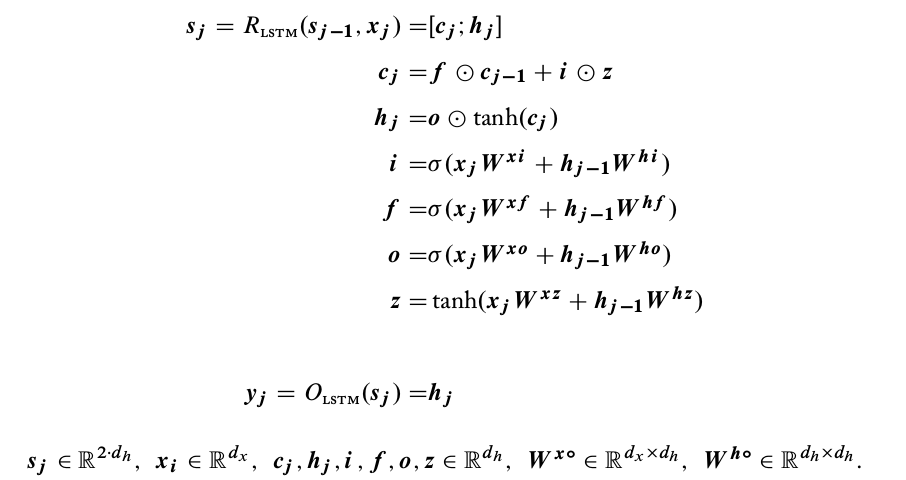 s_j = R_LSTM(s_{j−1}, x_j) =[c_j; h_j]
c_j =f ⊙ c_{j−1} + i ⊙ z
h_j =o ⊙ tanh(c_j)
i =σ(x_j W^{xi} + h_{j−1} W^{hi})
f =σ(x_j W^{xf} + h_{j−1} W^{hf})
o =σ(x_j W^{xo} + h_{j−1} W^{ho})
z = tanh(x_j W^{xz} + h_{j−1} W^{hz})
y_j = O_LSTM(s_j) =h_j
s_j ∈ ℝ^{2·d_h}, x_i ∈ ℝ^{d_x}, c_j, h_j, i, f, o, z ∈ ℝ^{d_h}, W^{x∘} ∈ ℝ^{d_x×d_h}, W^{h∘} ∈ ℝ^{d_h×d_h}.